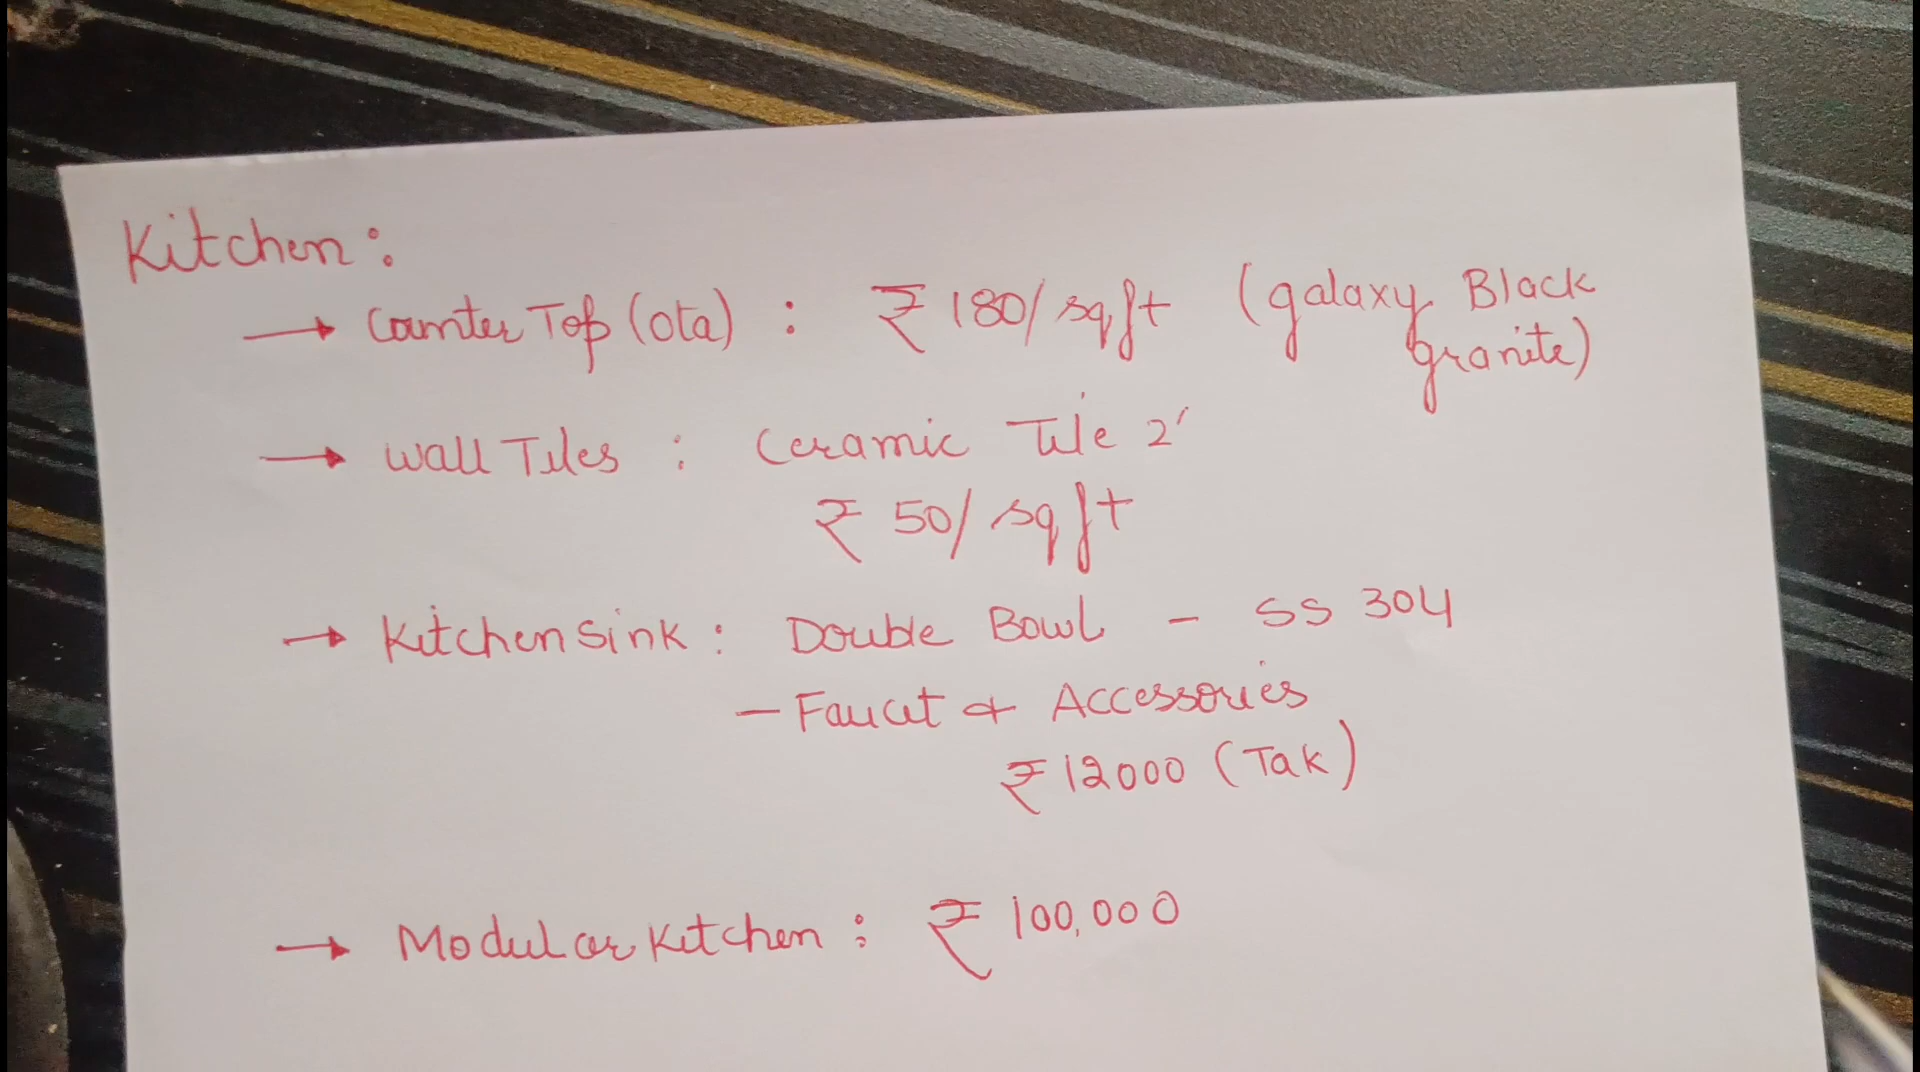 Kitchen :
→ Counter Top (Ota) : ₹ 180/ sqft (galaxy Black
granite)
→ Wall Tiles : Ceramic Tile 2'
₹ 50/ sqft
→ Kitchen Sink : Double Bowl - SS 304
- Faucet & Accessories
₹ 12000 (Tak)
→ Modular Kitchen : ₹ 100,000